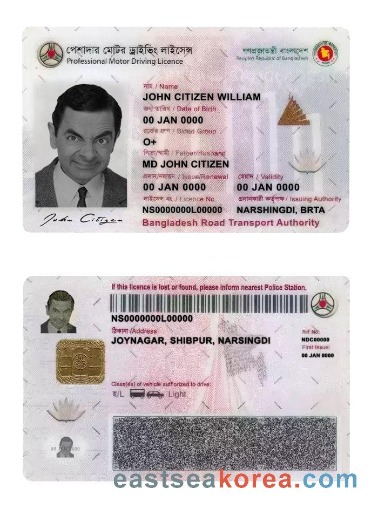 পেশাদার মোটর ড্রাইভিং লাইসেন্স
Professional Motor Driving Licence
গণপ্রজাতন্ত্রী বাংলাদেশ
People's Republic of Bangladesh
নাম / Name
JOHN CITIZEN WILLIAM
জন্ম তারিখ / Date of Birth
00 JAN 0000
রক্তের গ্রুপ / Blood Group
O+
পিতা/স্বামী / Father/Husband
MD JOHN CITIZEN
প্রদান/নবায়ন / Issue/Renewal
মেয়াদ / Validity
00 JAN 0000
00 JAN 0000
লাইসেন্স নং / Licence No.
প্রদানকারী কর্তৃপক্ষ / Issuing Authority
NS0000000L00000
NARSHINGDI, BRTA
Bangladesh Road Transport Authority
John Citizen
If this licence is lost or found, please inform nearest Police Station.
NS0000000L00000
ঠিকানা /Address
JOYNAGAR, SHIBPUR, NARSINGDI
Ref No:
NDC00000
First Issue:
00 JAN 0000
Class(es) of vehicle authorized to drive:
Light
eastseakorea.com